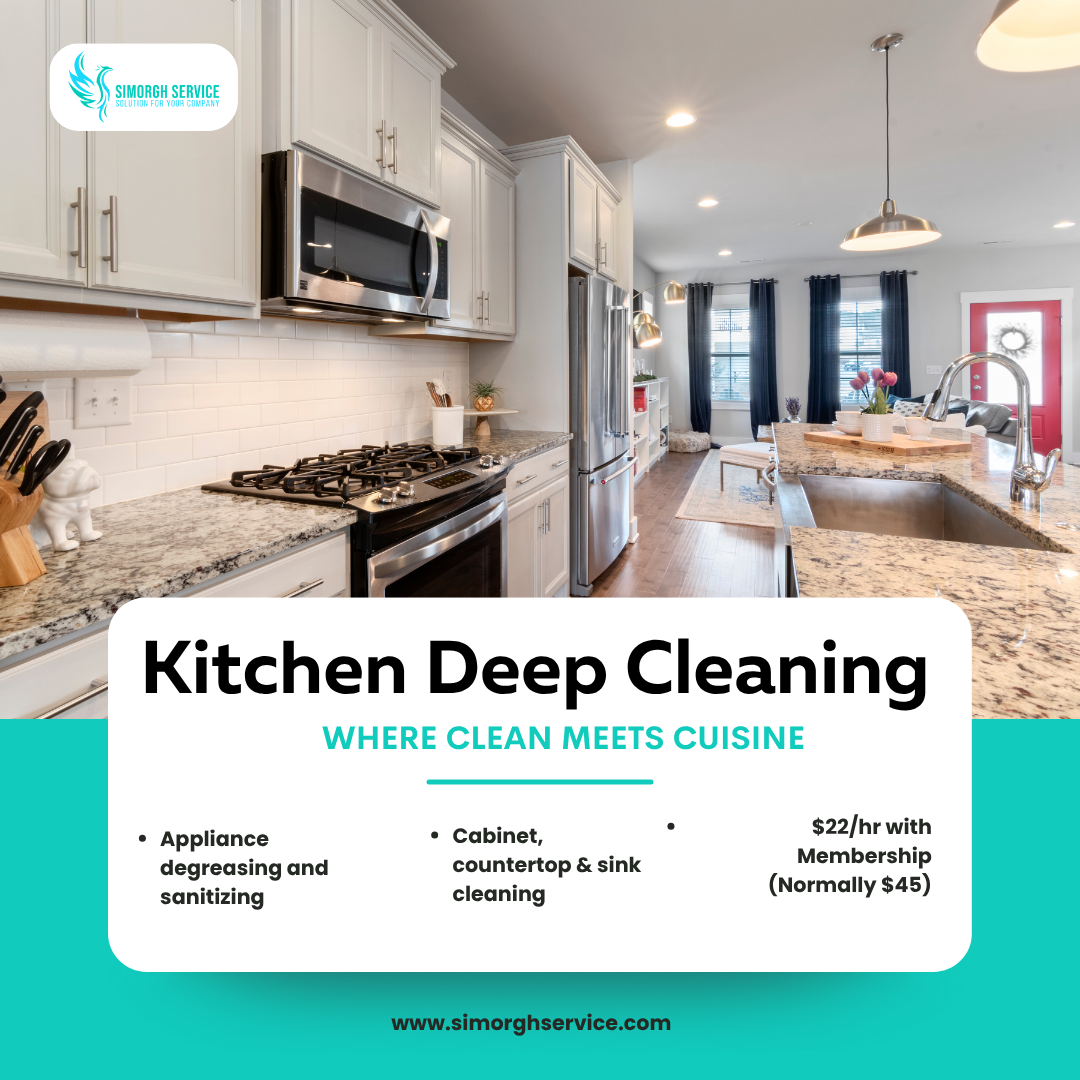 SIMORGH SERVICE
SOLUTION FOR YOUR COMPANY
Kitchen Deep Cleaning
WHERE CLEAN MEETS CUISINE
• Appliance
degreasing and
sanitizing
• Cabinet,
countertop & sink
cleaning
• $22/hr with
Membership
(Normally $45)
www.simorghservice.com